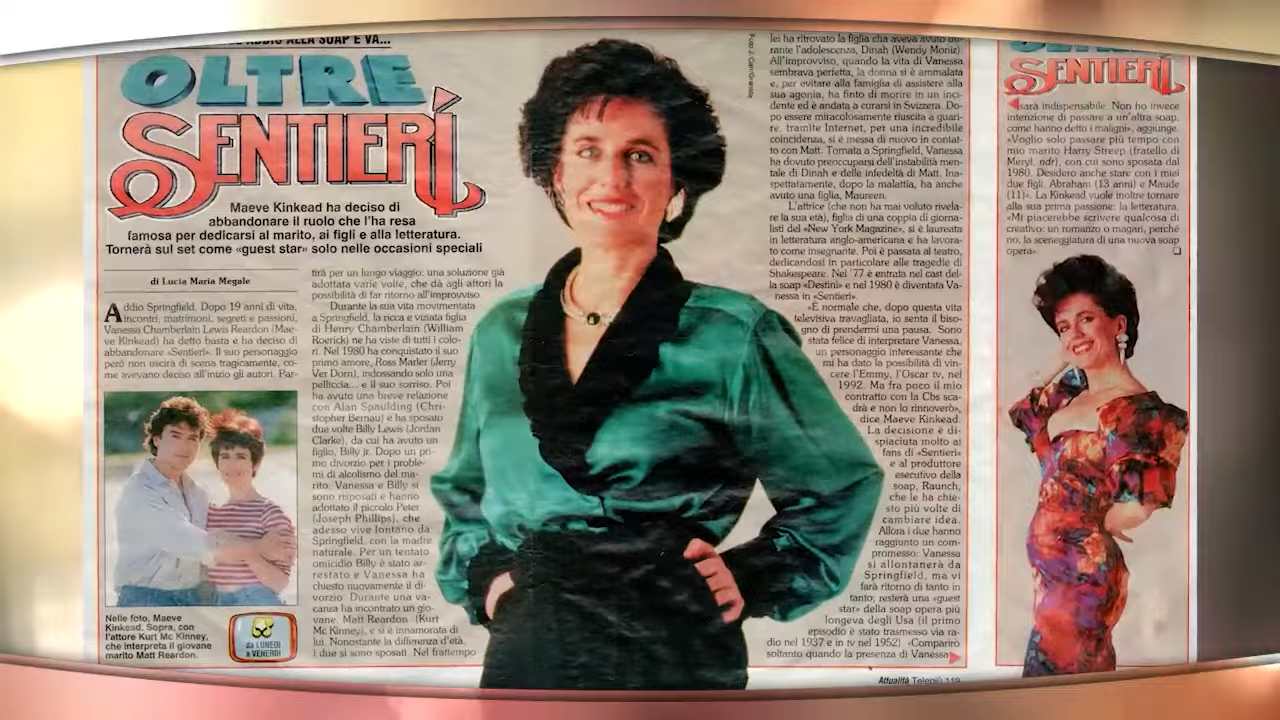 ADDIO ALLA SOAP E VA...
OLTRE
SENTIERI
Maeve Kinkead ha deciso di
abbandonare il ruolo che l'ha resa
famosa per dedicarsi al marito, ai figli e alla letteratura.
Tornerà sul set come «guest star» solo nelle occasioni speciali
di Lucia Maria Megale
Addio Springfield. Dopo 19 anni di vita,
incontri, matrimoni, segreti e passioni,
Vanessa Chamberlain Lewis Reardon (Mae-
ve Kinkead) ha detto basta e ha deciso di
abbandonare «Sentieri». Il suo personaggio
però non uscirà di scena tragicamente, co-
me avevano deciso all'inizio gli autori. Par-
Nelle foto, Maeve
Kinkead. Sopra, con
l'attore Kurt Mc Kinney,
che interpreta il giovane
marito Matt Reardon.
da LUNEDI
a VENERDI
tirà per un lungo viaggio: una soluzione già
adottata varie volte, che dà agli attori la
possibilità di far ritorno all'improvviso.
Durante la sua vita movimentata
a Springfield, la ricca e viziata figlia
di Henry Chamberlain (William
Roerick) ne ha viste di tutti i colo-
ri. Nel 1980 ha conquistato il suo
primo amore, Ross Marler (Jerry
Ver Dorn), indossando solo una
pelliccia... e il suo sorriso. Poi
ha avuto una breve relazione
con Alan Spaulding (Chri-
stopher Bernau) e ha sposato
due volte Billy Lewis (Jordan
Clarke), da cui ha avuto un
figlio, Billy jr. Dopo un pri-
mo divorzio per i proble-
mi di alcolismo del ma-
rito, Vanessa e Billy si
sono risposati e hanno
adottato il piccolo Peter
(Joseph Phillips), che
adesso vive lontano da
Springfield, con la madre
naturale. Per un tentato
omicidio Billy è stato ar-
restato e Vanessa ha
chiesto nuovamente il di-
vorzio. Durante una va-
canza ha incontrato un gio-
vane, Matt Reardon (Kurt
Mc Kinney), e si è innamorata di
lui. Nonostante la differenza d'età,
i due si sono sposati. Nel frattempo
lei ha ritrovato la figlia che aveva avuto du-
rante l'adolescenza, Dinah (Wendy Moniz).
All'improvviso, quando la vita di Vanessa
sembrava perfetta, la donna si è ammalata
e, per evitare alla famiglia di assistere alla
sua agonia, ha finto di morire in un inci-
dente ed è andata a curarsi in Svizzera. Do-
po essere miracolosamente riuscita a guari-
re, tramite Internet, per una incredibile
coincidenza, si è messa di nuovo in contat-
to con Matt. Tornata a Springfield, Vanessa
ha dovuto preoccuparsi dell'instabilità men-
tale di Dinah e delle infedeltà di Matt. Ina-
spettatamente, dopo la malattia, ha anche
avuto una figlia, Maureen.
L'attrice (che non ha mai voluto rivela-
re la sua età), figlia di una coppia di giorna-
listi del «New York Magazine», si è laureata
in letteratura anglo-americana e ha lavora-
to come insegnante. Poi è passata al teatro,
dedicandosi in particolare alle tragedie di
Shakespeare. Nel '77 è entrata nel cast del-
la soap «Destini» e nel 1980 è diventata Va-
nessa in «Sentieri».
«È normale che, dopo questa vita
televisiva travagliata, io senta il biso-
gno di prendermi una pausa. Sono
stata felice di interpretare Vanessa,
un personaggio interessante che
mi ha dato la possibilità di vin-
cere l'Emmy, l'Oscar tv, nel
1992. Ma fra poco il mio
contratto con la Cbs sca-
drà e non lo rinnoverò»,
dice Maeve Kinkead.
La decisione è di-
spiaciuta molto ai
fans di «Sentieri»
e al produttore
esecutivo della
soap, Raunch,
che le ha chie-
sto più volte di
cambiare idea.
Allora i due hanno
raggiunto un com-
promesso: Vanessa
si allontanerà da
Springfield, ma vi
farà ritorno di tanto in
tanto; resterà una «guest
star» della soap opera più
longeva degli Usa (il primo
episodio è stato trasmesso via ra-
dio nel 1937 e in tv nel 1952). «Comparirò
soltanto quando la presenza di Vanessa
Attualità Telepiù 119
SENTIERI
sarà indispensabile. Non ho invece
intenzione di passare a un'altra soap,
come hanno detto i maligni», aggiunge.
«Voglio solo passare più tempo con
mio marito Harry Streep (fratello di
Meryl, ndr), con cui sono sposata dal
1980. Desidero anche stare con i miei
due figli, Abraham (13 anni) e Maude
(11)». La Kinkead vuole inoltre tornare
alla sua prima passione: la letteratura.
«Mi piacerebbe scrivere qualcosa di
creativo: un romanzo o magari, perché
no, la sceneggiatura di una nuova soap
opera».